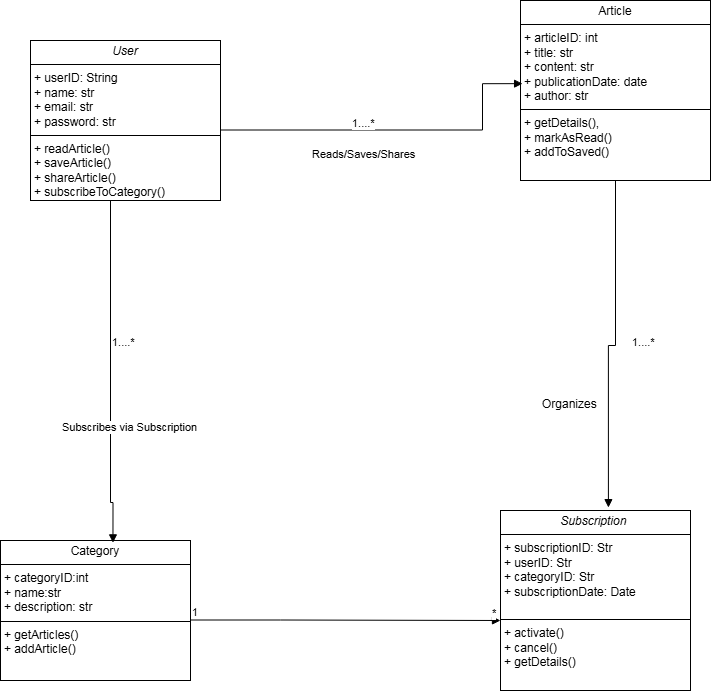 Article
+ articleID: int
+ title: str
+ content: str
+ publicationDate: date
+ author: str
+ getDetails(),
+ markAsRead()
+ addToSaved()
User
+ userID: String
+ name: str
+ email: str
+ password: str
+ readArticle()
+ saveArticle()
+ shareArticle()
+ subscribeToCategory()
1....*
Reads/Saves/Shares
1....*
Subscribes via Subscription
1....*
Organizes
Category
+ categoryID:int
+ name:str
+ description: str
+ getArticles()
+ addArticle()
1
*
Subscription
+ subscriptionID: Str
+ userID: Str
+ categoryID: Str
+ subscriptionDate: Date
+ activate()
+ cancel()
+ getDetails()